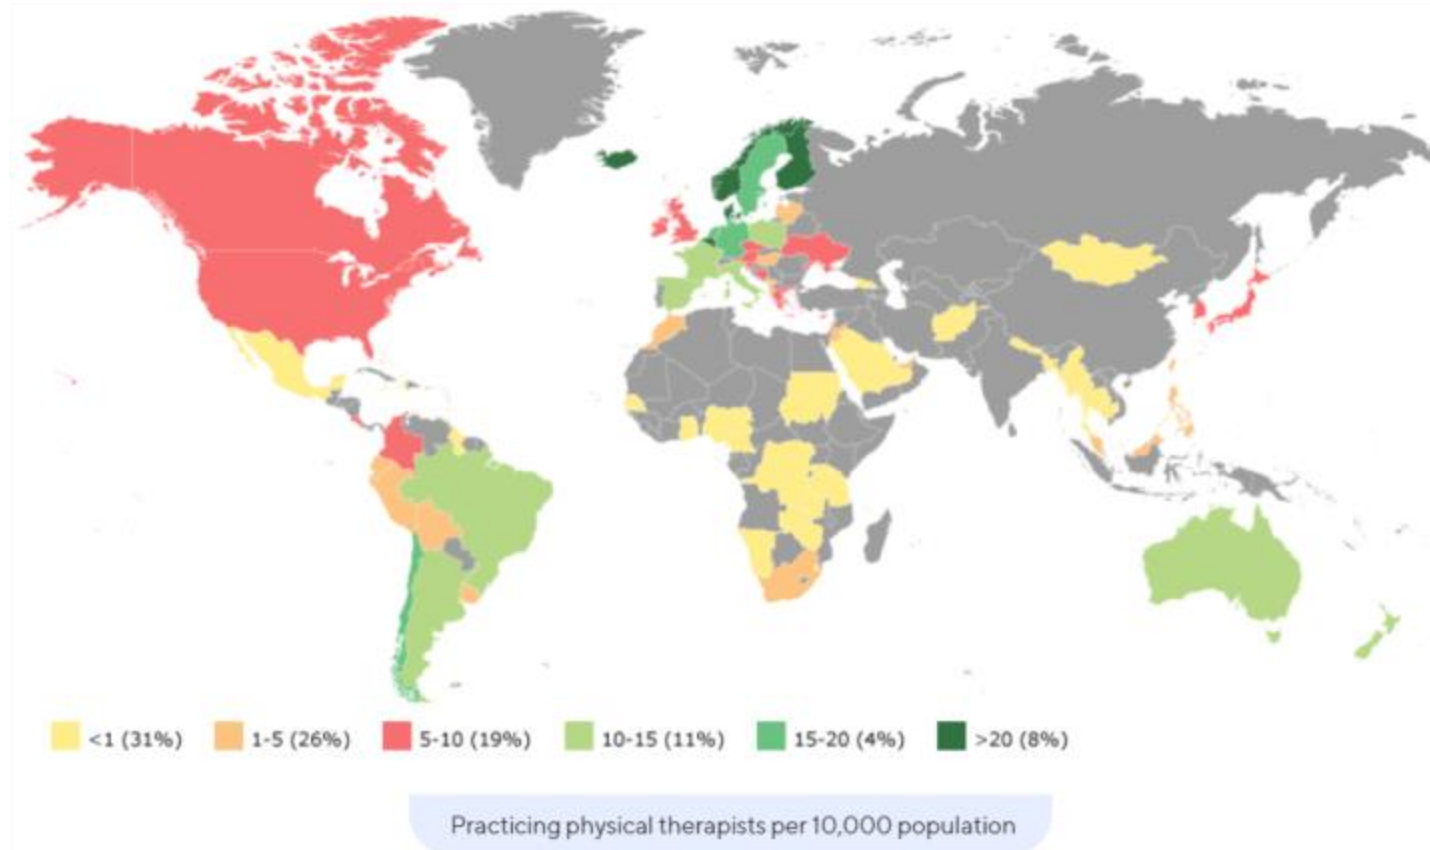 <1 (31%) 1-5 (26%) 5-10 (19%) 10-15 (11%) 15-20 (4%) >20 (8%)
Practicing physical therapists per 10,000 population